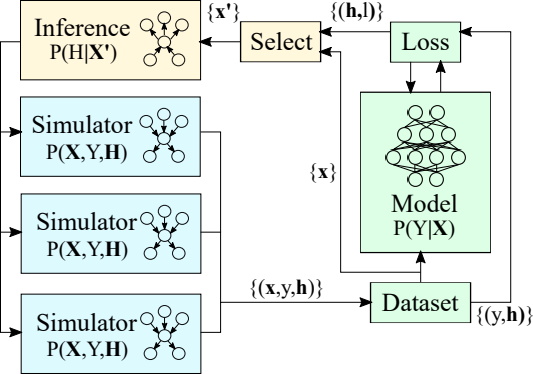 Inference
P(H|X')
{x'}
Select
{(h,l)}
Loss
Simulator
P(X,Y,H)
Simulator
P(X,Y,H)
Simulator
P(X,Y,H)
{x}
Model
P(Y|X)
{(x,y,h)}
Dataset
{(y,h)}